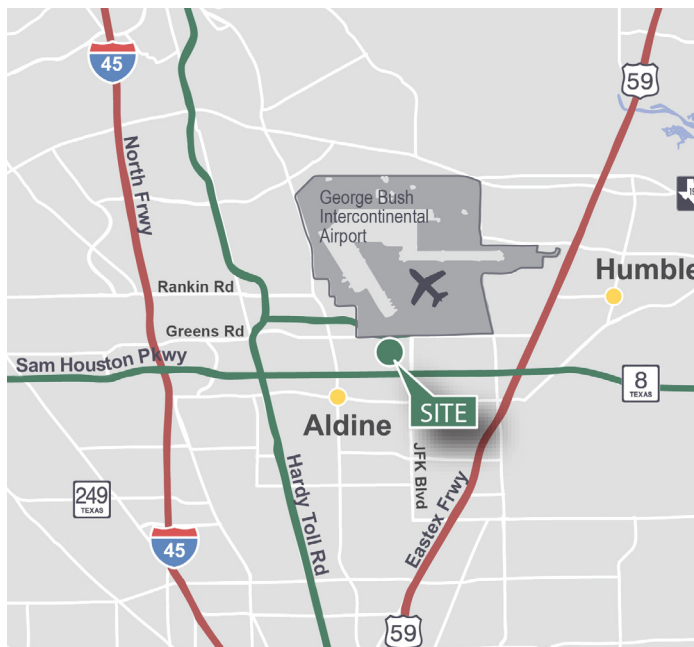 45
59
North Frwy
George Bush
Intercontinental
Airport
19
Humble
Rankin Rd
Greens Rd
Sam Houston Pkwy
8
TEXAS
SITE
Aldine
JFK Blvd
Hardy Toll Rd
Eastex Frwy
249
TEXAS
45
59